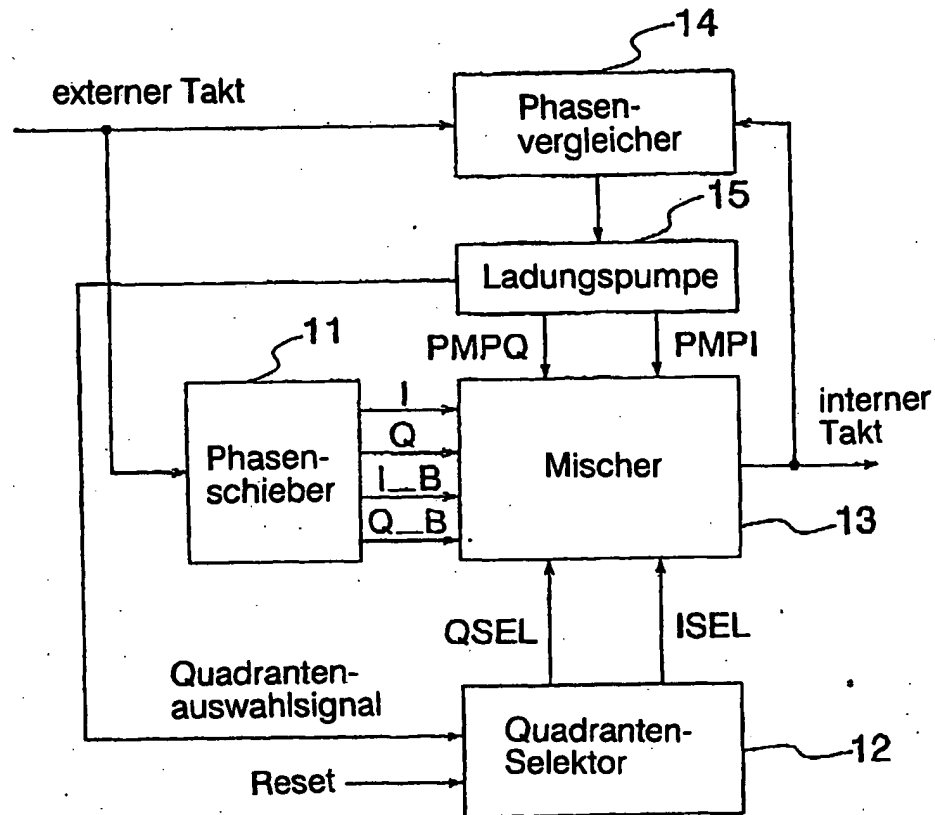 14
externer Takt
Phasen-
vergleicher
15
Ladungspumpe
11
PMPQ
PMPI
I
Q
I_B
Q_B
Phasen-
schieber
Mischer
interner
Takt
13
QSEL
ISEL
Quadranten-
auswahlsignal
Quadranten-
Selektor
12
Reset